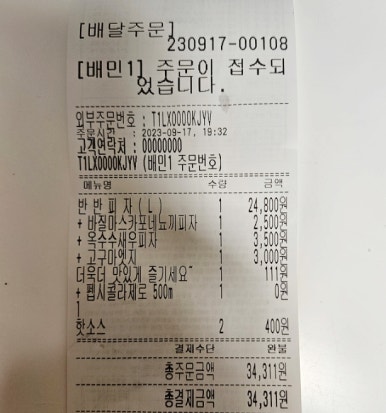 [배달주문]
230917-00108
[배민1] 주문이 접수되
었습니다.
외부주문번호 : T1LX0000KJYV
주문시간 : 2023-09-17, 19:32
고객연락처 : 00000000
T1LX0000KJYV (배민1 주문번호)
메뉴명 수량 금액
반반피자(L) 1 24,800원
+ 바질마스카포네뇨끼피자 1 2,500원
+ 옥수수새우피자 1 3,500원
+ 고구마엣지 1 3,000원
더욱더 맛있게 즐기세요~ 1 111원
+ 펩시콜라제로 500m 1 0원
l
핫소스 2 400원
결제수단 완불
총주문금액 34,311원
총결제금액 34,311원